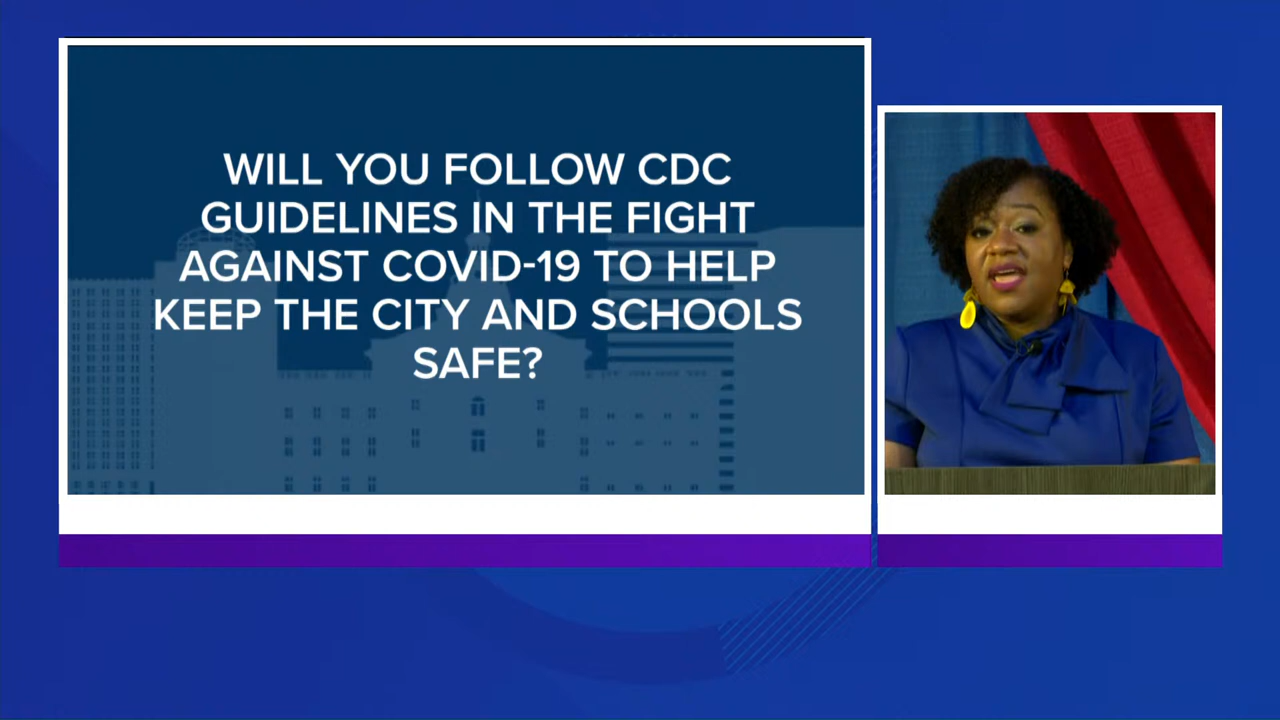 WILL YOU FOLLOW CDC
GUIDELINES IN THE FIGHT
AGAINST COVID-19 TO HELP
KEEP THE CITY AND SCHOOLS
SAFE?